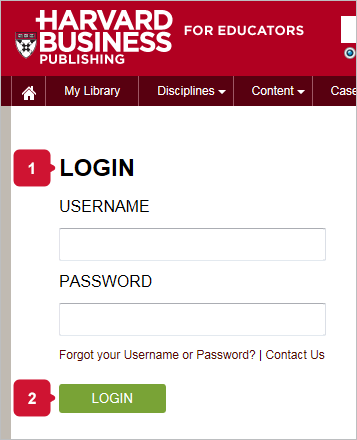 HARVARD
BUSINESS
PUBLISHING
FOR EDUCATORS
My Library Disciplines Content Case
1 LOGIN
USERNAME
PASSWORD
Forgot your Username or Password? | Contact Us
2 LOGIN